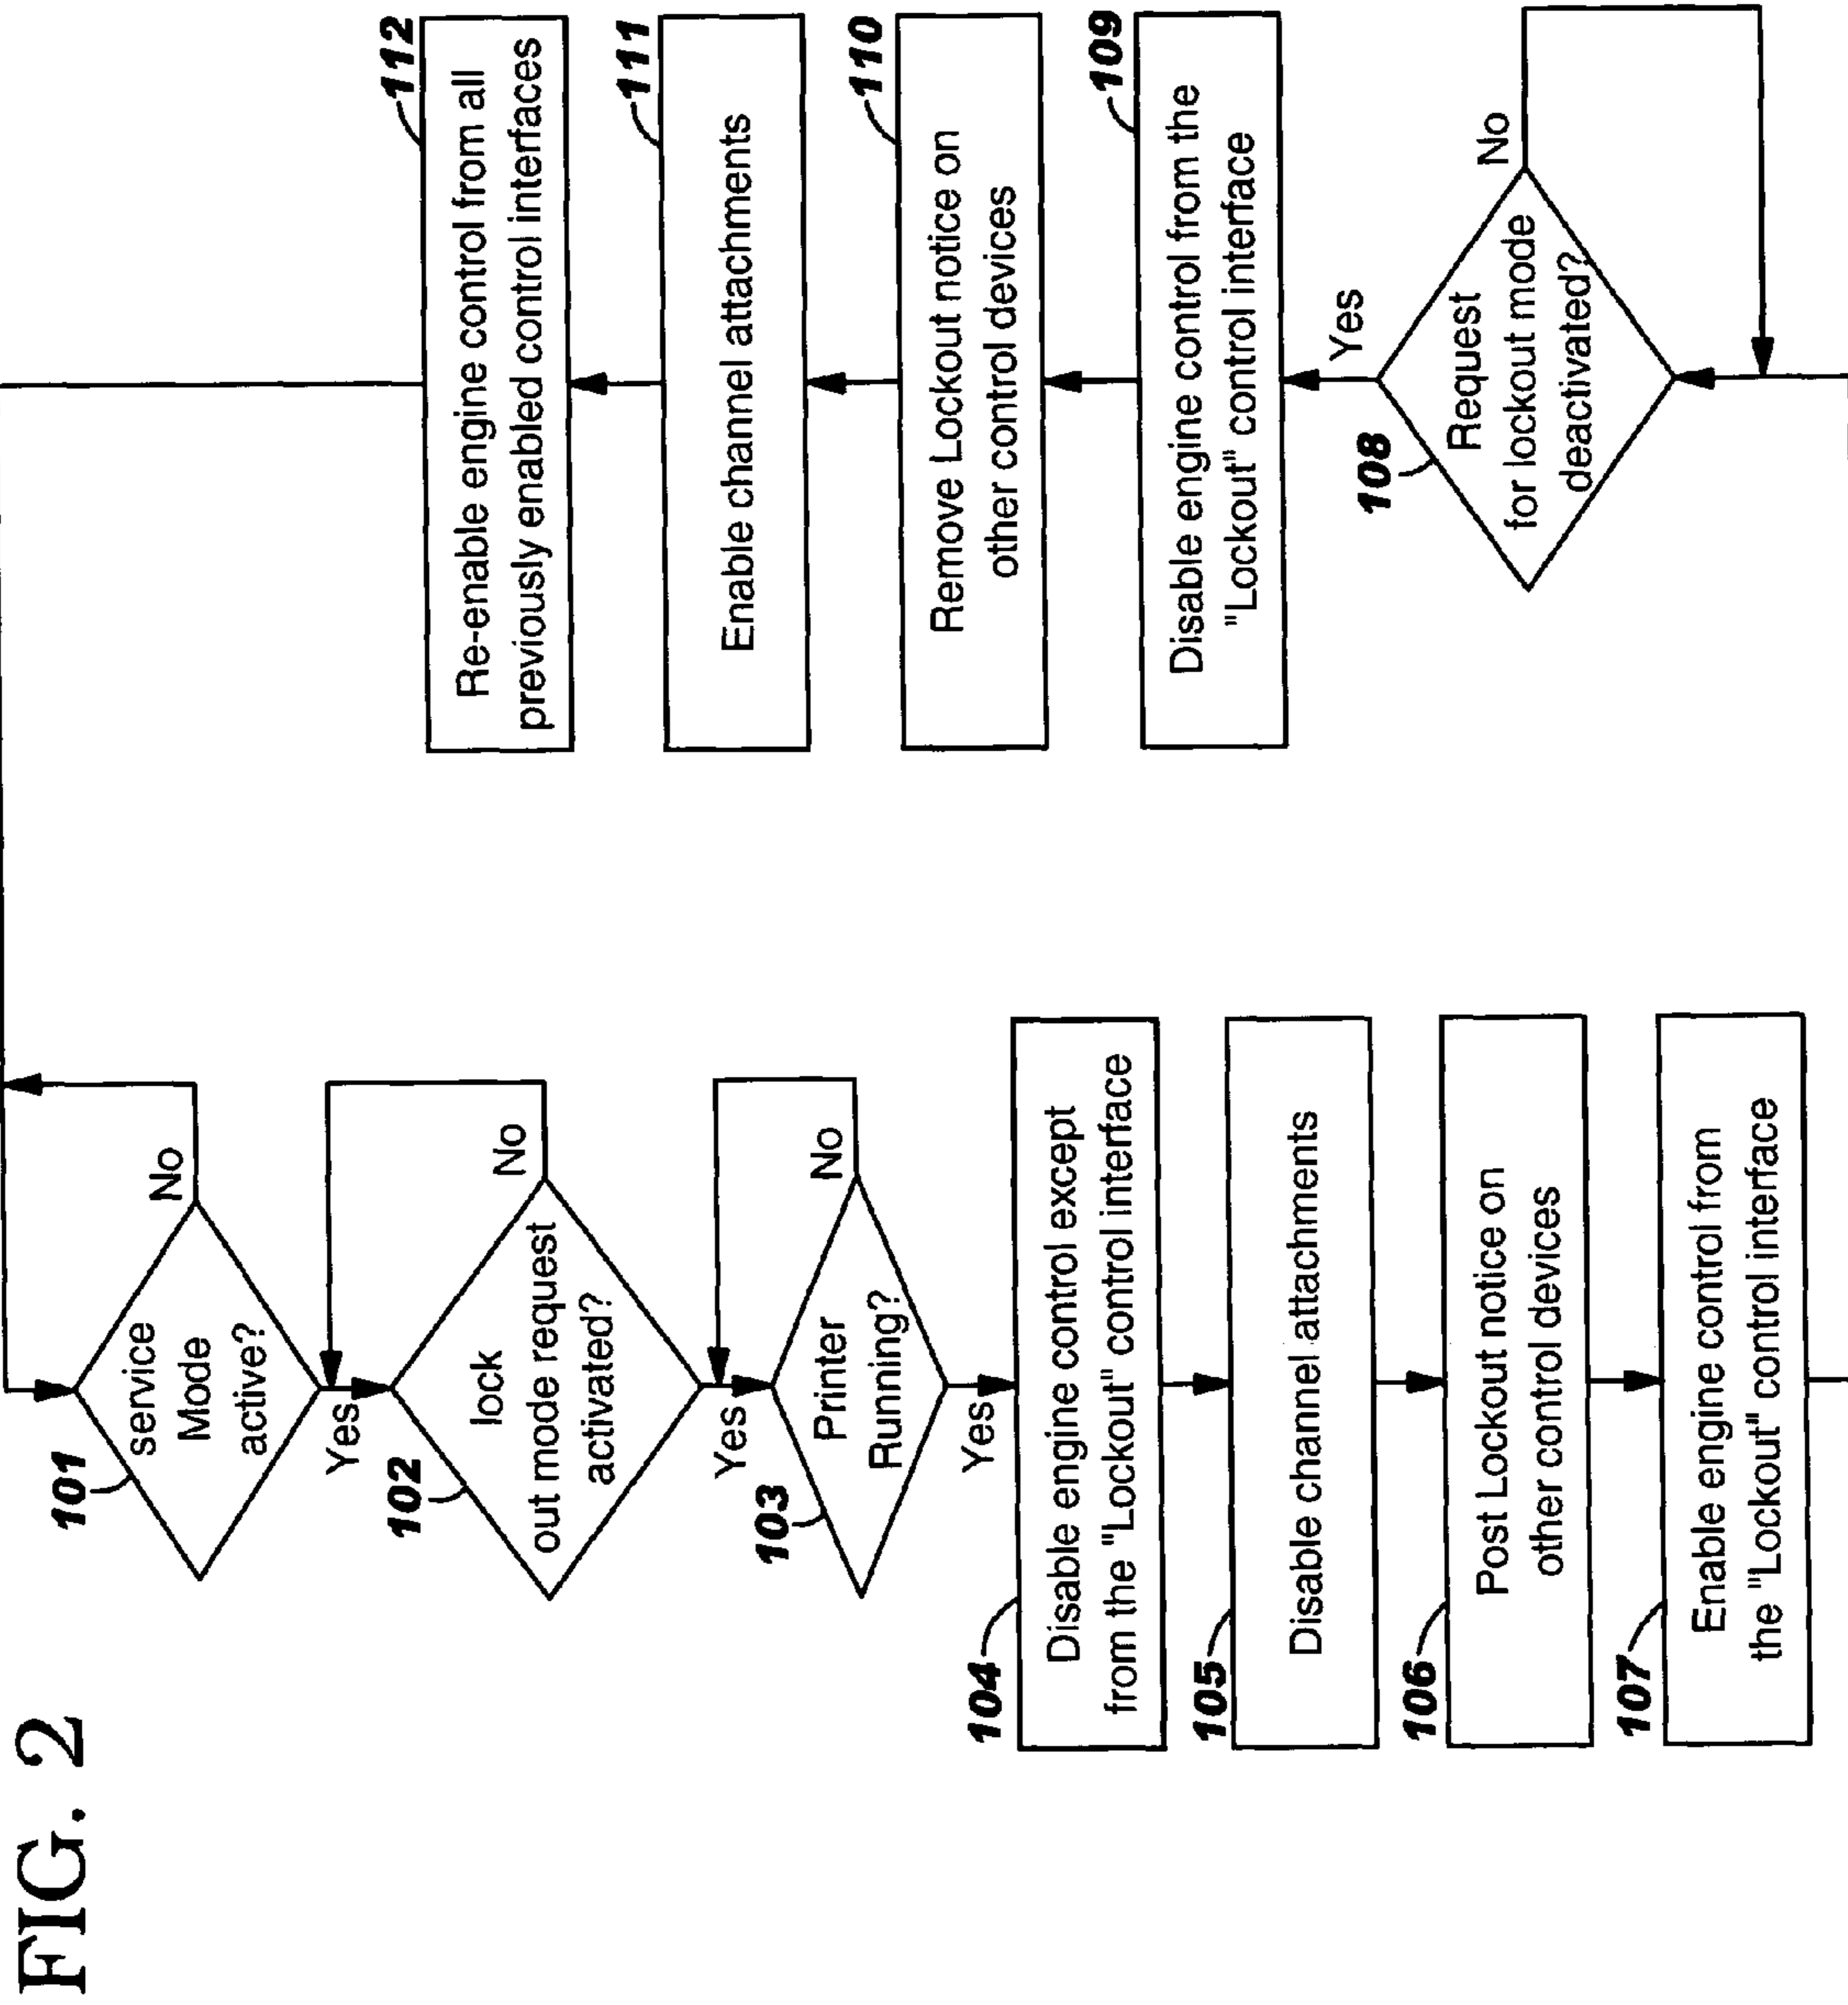 FIG. 2
101
service
Mode
active?
No
Yes
102
lock
out mode request
activated?
No
Yes
103
Printer
Running?
No
Yes
104
Disable engine control except
from the "Lockout" control interface
105
Disable channel attachments
106
Post Lockout notice on
other control devices
107
Enable engine control from
the "Lockout" control interface
108
Request
for lockout mode
deactivated?
No
Yes
109
Disable engine control from the
"Lockout" control interface
110
Remove Lockout notice on
other control devices
111
Enable channel attachments
112
Re-enable engine control from all
previously enabled control interfaces